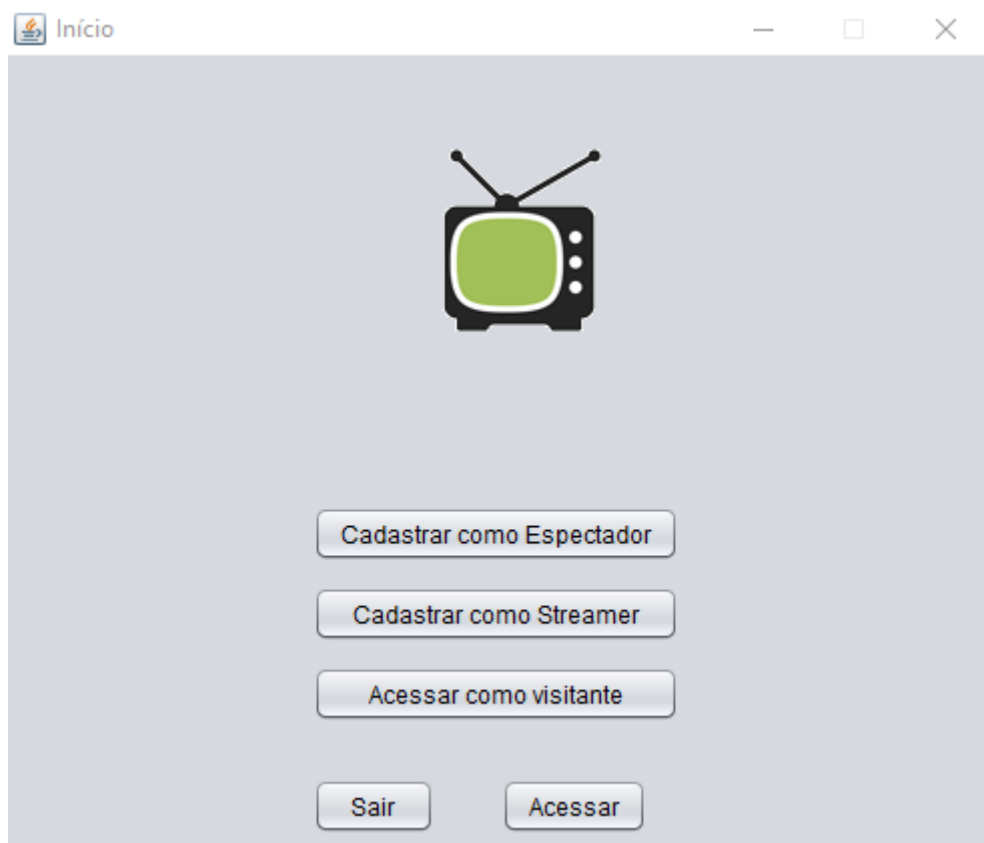 Início
Cadastrar como Espectador
Cadastrar como Streamer
Acessar como visitante
Sair Acessar